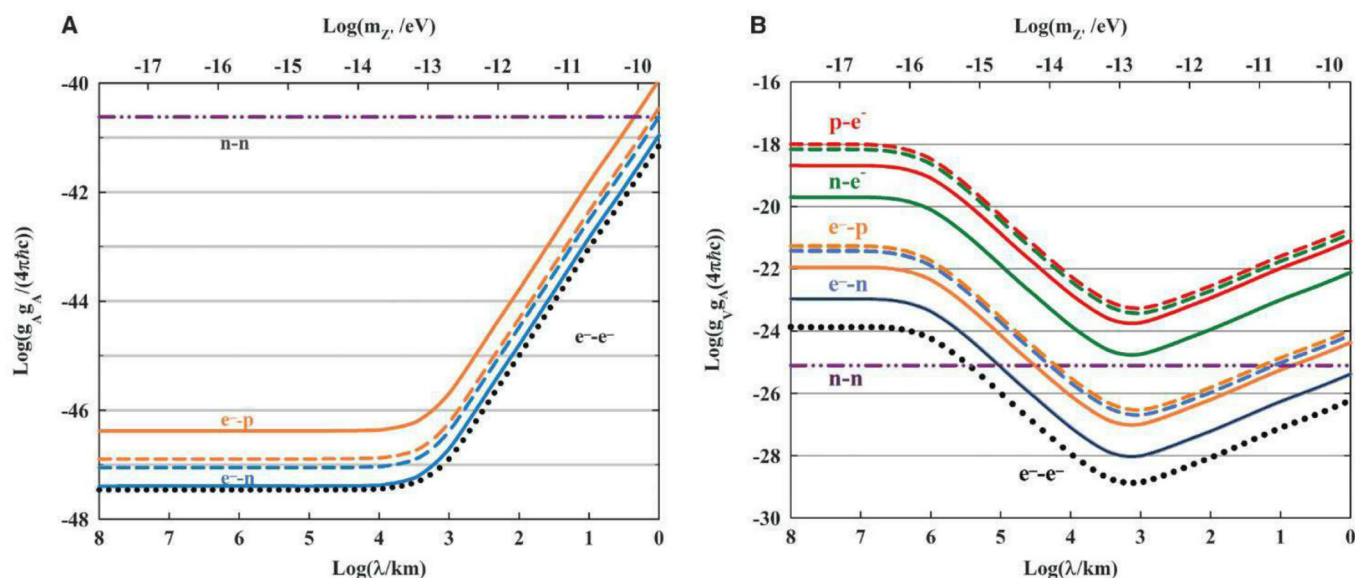 A
Log(m_Z' /eV)
-17 -16 -15 -14 -13 -12 -11 -10
-40
n-n
-42
Log(g_A g_A/(4πħc))
-44
e⁻-e⁻
-46
e⁻-p
e⁻-n
-48
8 7 6 5 4 3 2 1 0
Log(λ/km)
B
Log(m_Z' /eV)
-17 -16 -15 -14 -13 -12 -11 -10 -9
-16
p-e⁻
-18
n-e⁻
-20
e⁻-p
-22
e⁻-n
Log(g_V g_A(4πħc))
-24
n-n
-26
e⁻-e⁻
-28
-30
8 7 6 5 4 3 2 1 0
Log(λ/km)